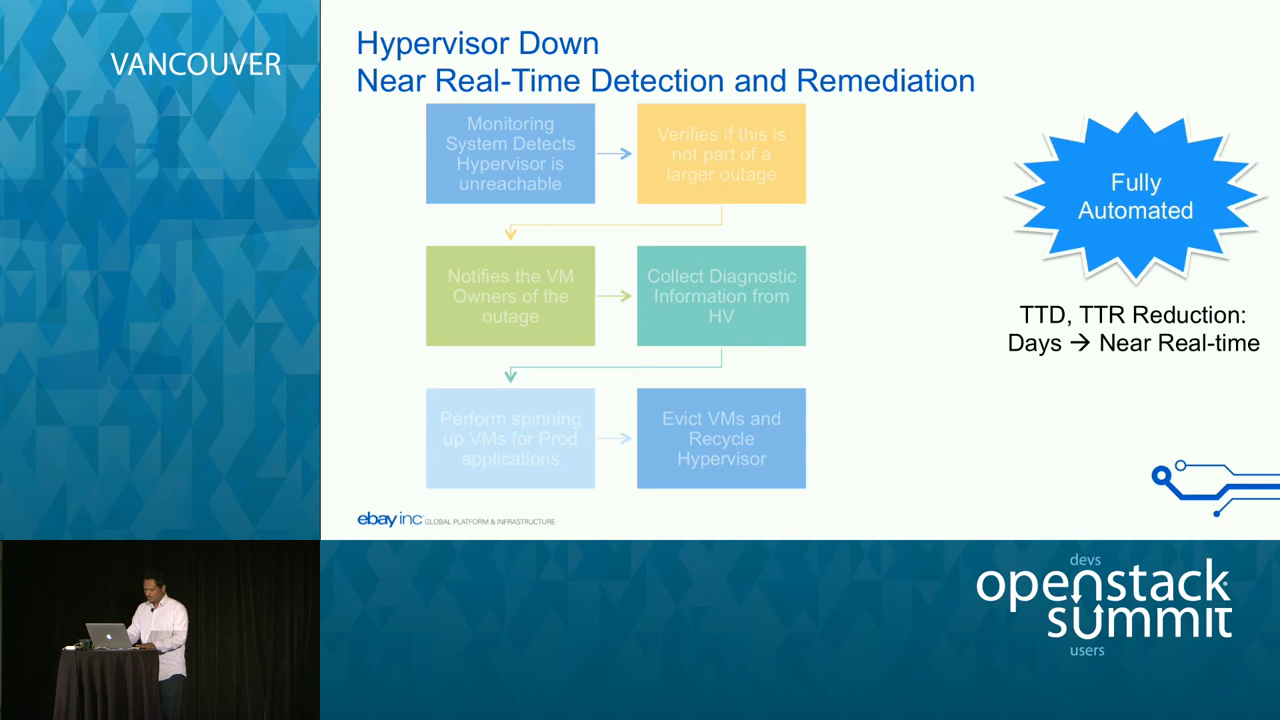 VANCOUVER
Hypervisor Down
Near Real-Time Detection and Remediation
Monitoring
System Detects
Hypervisor is
unreachable
Verifies if this is
not part of a
larger outage
Notifies the VM
Owners of the
outage
Collect Diagnostic
Information from
HV
Perform spinning
up VMs for Prod
applications
Evict VMs and
Recycle
Hypervisor
Fully
Automated
TTD, TTR Reduction:
Days → Near Real-time
ebay inc GLOBAL PLATFORM & INFRASTRUCTURE
devs
openstack
summit
users